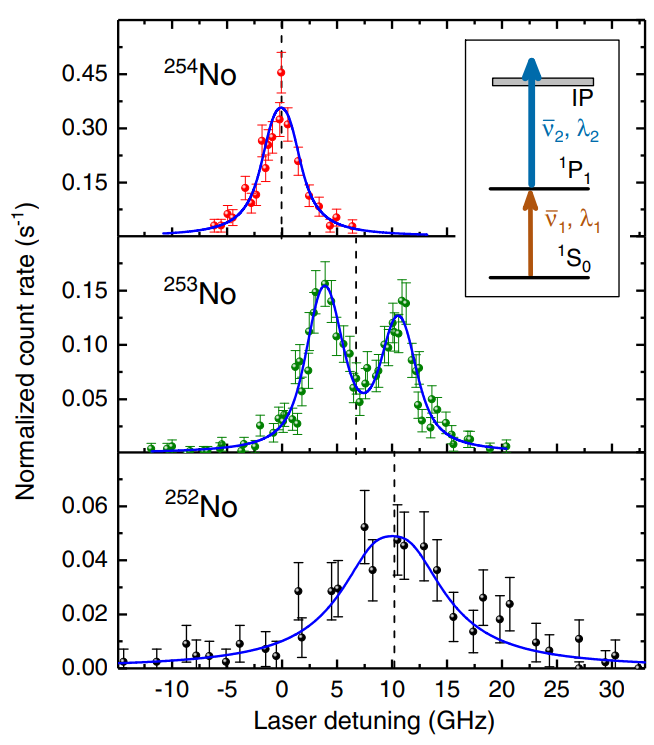 Normalized count rate (s⁻¹)
²⁵⁴No
0.45
0.30
0.15
IP
ν̄₂, λ₂
¹P₁
ν̄₁, λ₁
¹S₀
²⁵³No
0.15
0.10
0.05
²⁵²No
0.06
0.04
0.02
0.00
-10 -5 0 5 10 15 20 25 30
Laser detuning (GHz)